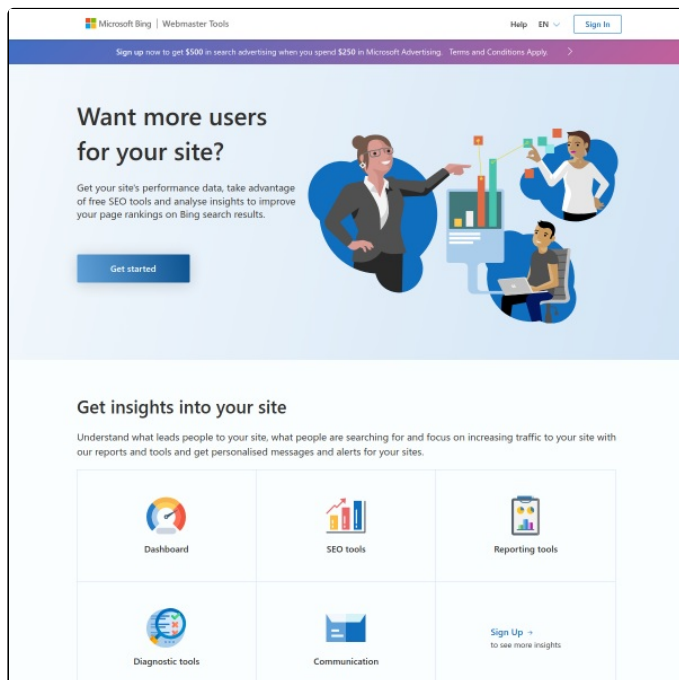 Microsoft Bing | Webmaster Tools
Help EN Sign In
Sign up now to get $500 in search advertising when you spend $250 in Microsoft Advertising. Terms and Conditions Apply.
Want more users
for your site?
Get your site's performance data, take advantage
of free SEO tools and analyse insights to improve
your page rankings on Bing search results.
Get started
Get insights into your site
Understand what leads people to your site, what people are searching for and focus on increasing traffic to your site with
our reports and tools and get personalised messages and alerts for your sites.
Dashboard
SEO tools
Reporting tools
Diagnostic tools
Communication
Sign Up →
to see more insights